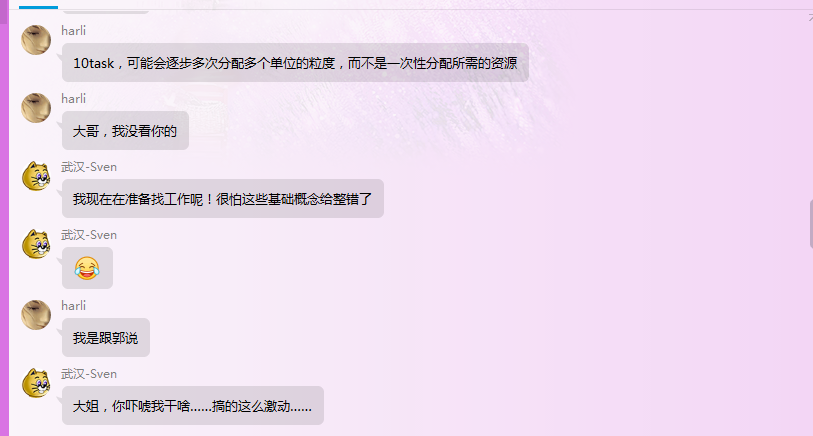 harli
10task，可能会逐步多次分配多个单位的粒度，而不是一次性分配所需的资源
harli
大哥，我没看你的
武汉-Sven
我现在在准备找工作呢！很怕这些基础概念给整错了
武汉-Sven
harli
我是跟郭说
武汉-Sven
大姐，你吓唬我干啥......搞的这么激动......